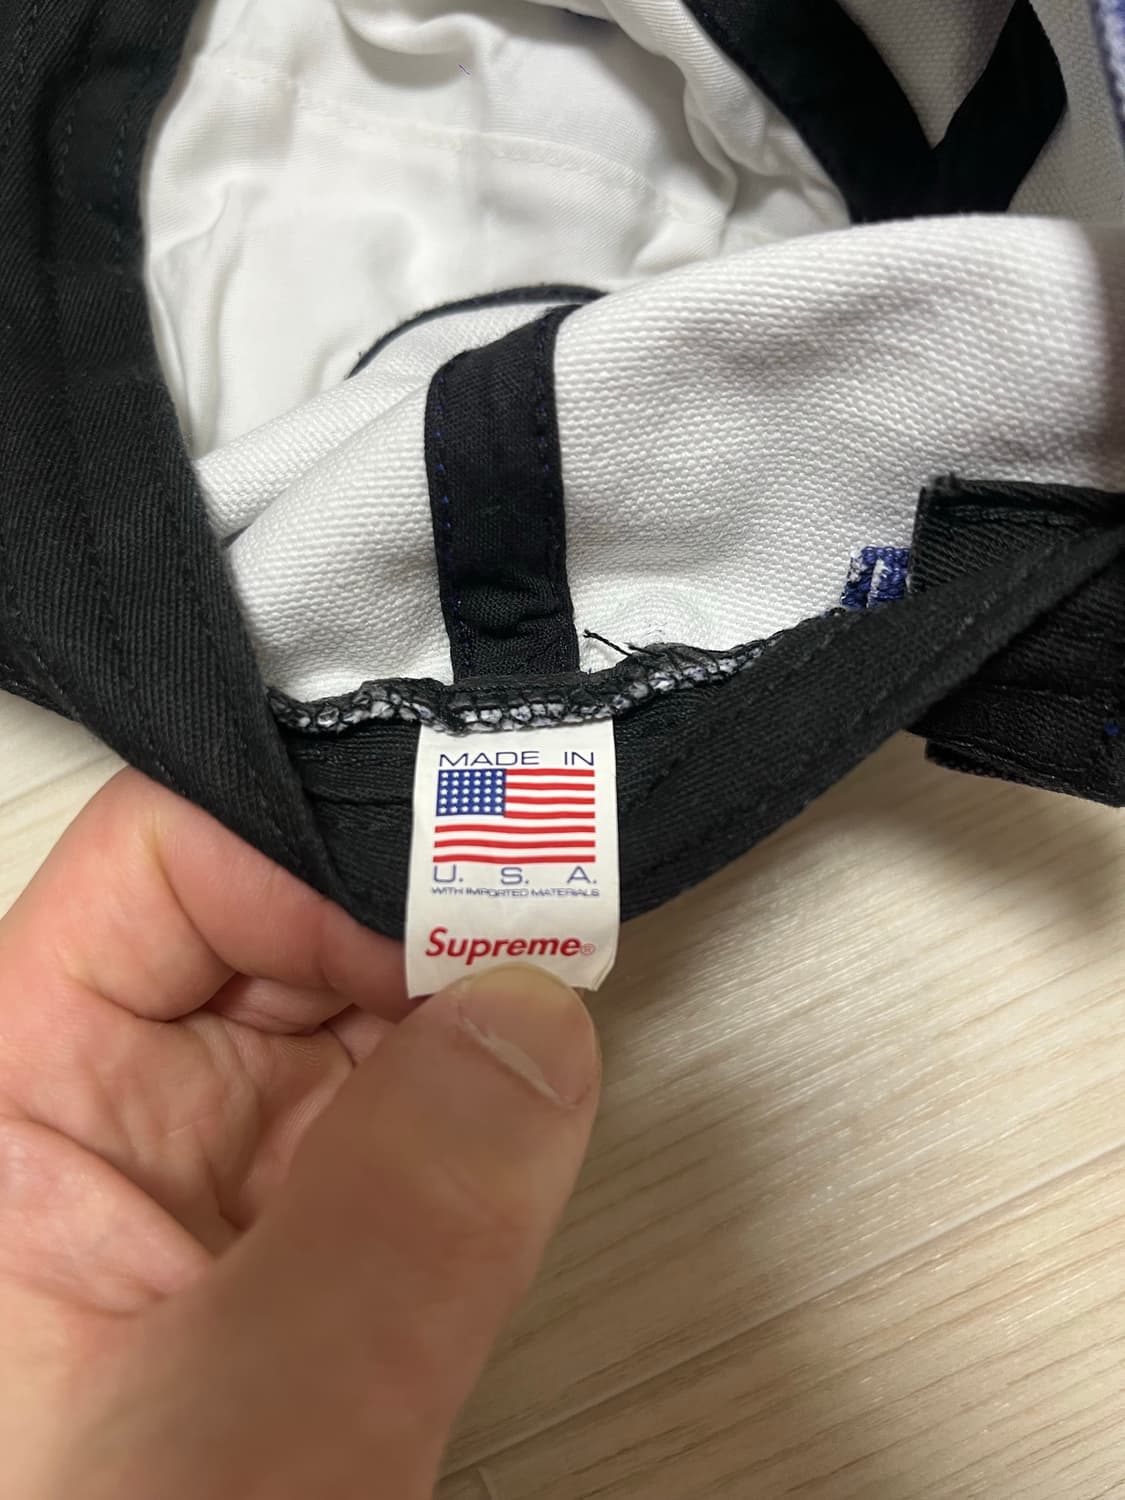 MADE IN
U. S. A.
WITH IMPORTED MATERIALS
Supreme®